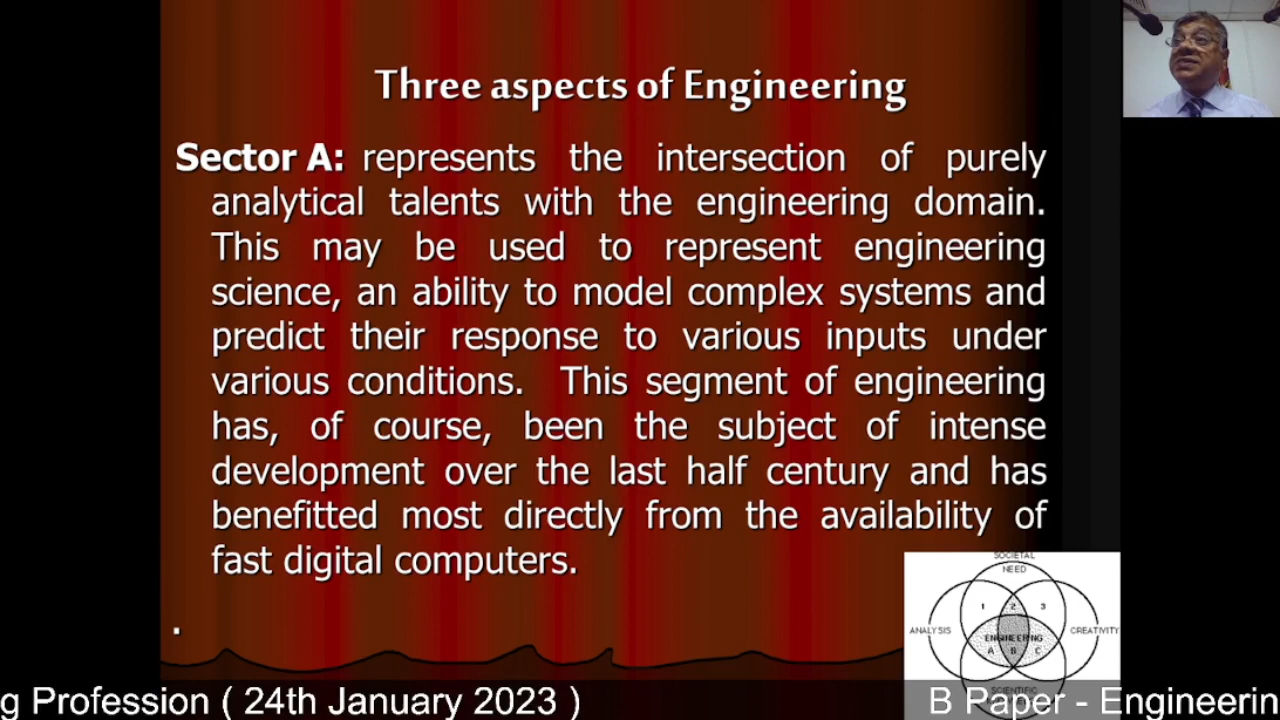 Three aspects of Engineering
Sector A: represents the intersection of purely
analytical talents with the engineering domain.
This may be used to represent engineering
science, an ability to model complex systems and
predict their response to various inputs under
various conditions. This segment of engineering
has, of course, been the subject of intense
development over the last half century and has
benefitted most directly from the availability of
fast digital computers.
.
SOCIETAL
NEED
1 2 3
ANALYSIS
CREATIVITY
ENGINEERING
A B C
SCIENTIFIC
g Profession ( 24th January 2023 )
B Paper - Engineerin